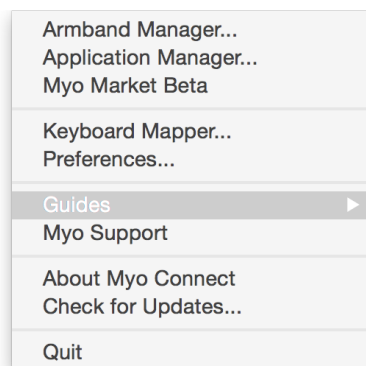 Armband Manager...
Application Manager...
Myo Market Beta
Keyboard Mapper...
Preferences...
Guides
Myo Support
About Myo Connect
Check for Updates...
Quit